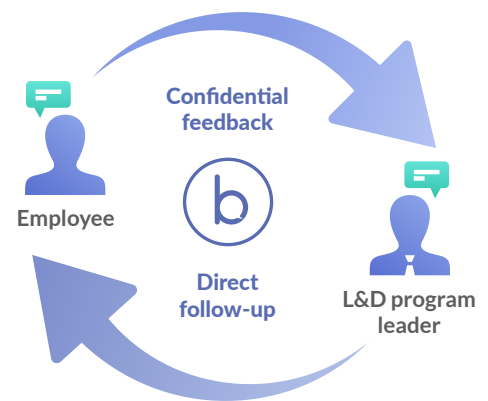 Confidential
feedback
Employee
b
Direct
follow-up
L&D program
leader